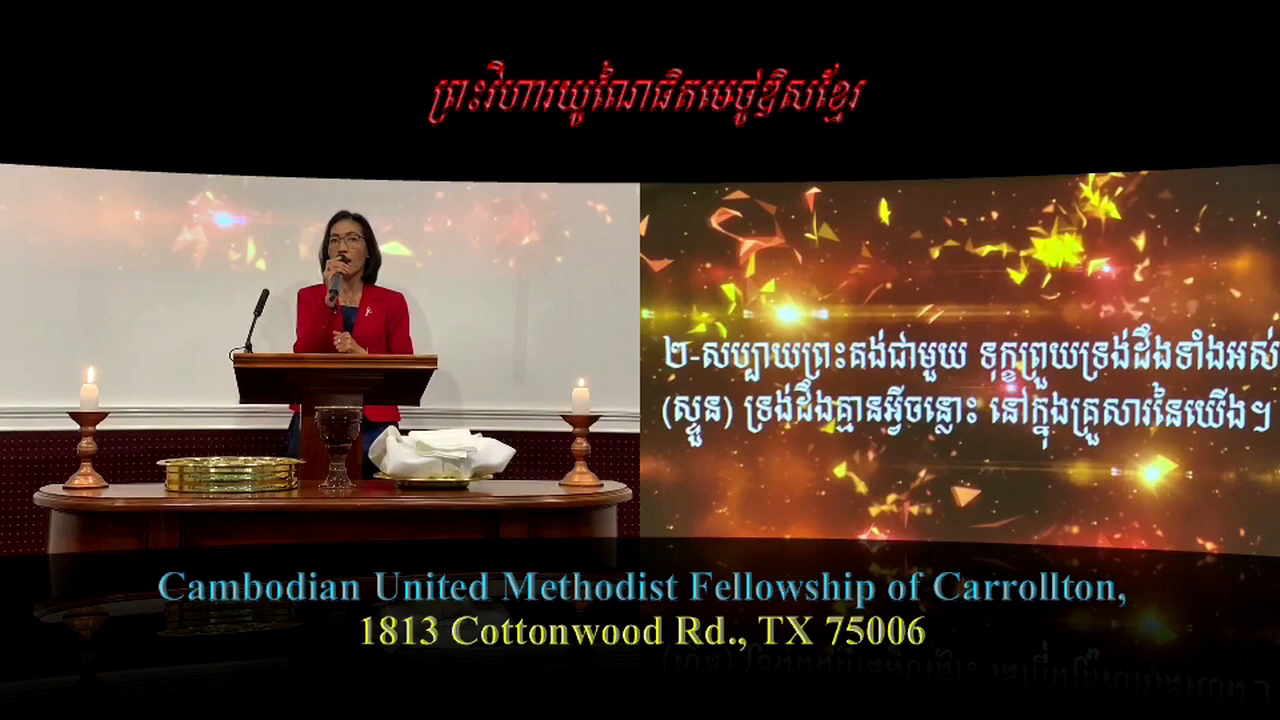 ព្រះវិហារយូណៃធិតមេថូឌីសខ្មែរ
២-សប្បាយព្រះគង់ជាមួយ ទុក្ខព្រួយទ្រង់ដឹងទាំងអស់
(ស្ទួន) ទ្រង់ដឹងគ្មានអ្វីចន្លោះ នៅក្នុងគ្រួសារនៃយើង។
Cambodian United Methodist Fellowship of Carrollton,
1813 Cottonwood Rd., TX 75006